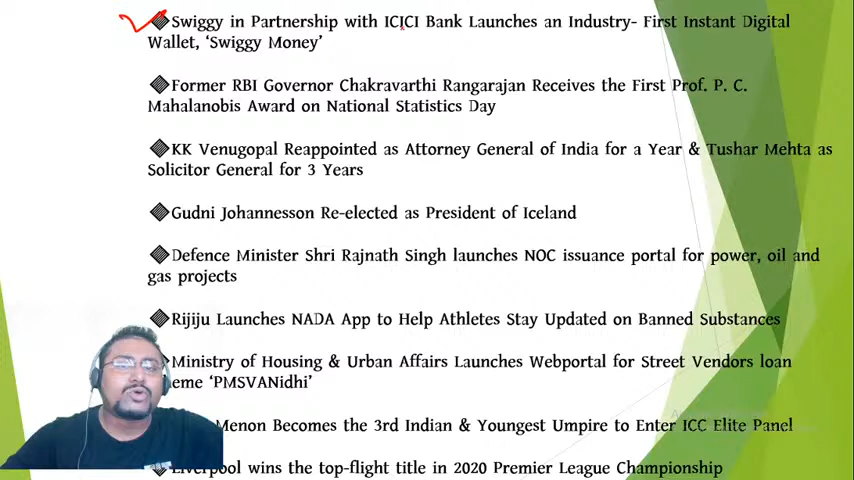 Swiggy in Partnership with ICICI Bank Launches an Industry- First Instant Digital
Wallet, ‘Swiggy Money’
Former RBI Governor Chakravarthi Rangarajan Receives the First Prof. P. C.
Mahalanobis Award on National Statistics Day
KK Venugopal Reappointed as Attorney General of India for a Year & Tushar Mehta as
Solicitor General for 3 Years
Gudni Johannesson Re-elected as President of Iceland
Defence Minister Shri Rajnath Singh launches NOC issuance portal for power, oil and
gas projects
Rijiju Launches NADA App to Help Athletes Stay Updated on Banned Substances
Ministry of Housing & Urban Affairs Launches Webportal for Street Vendors loan
eme ‘PMSVANidhi’
Menon Becomes the 3rd Indian & Youngest Umpire to Enter ICC Elite Panel
Liverpool wins the top-flight title in 2020 Premier League Championship